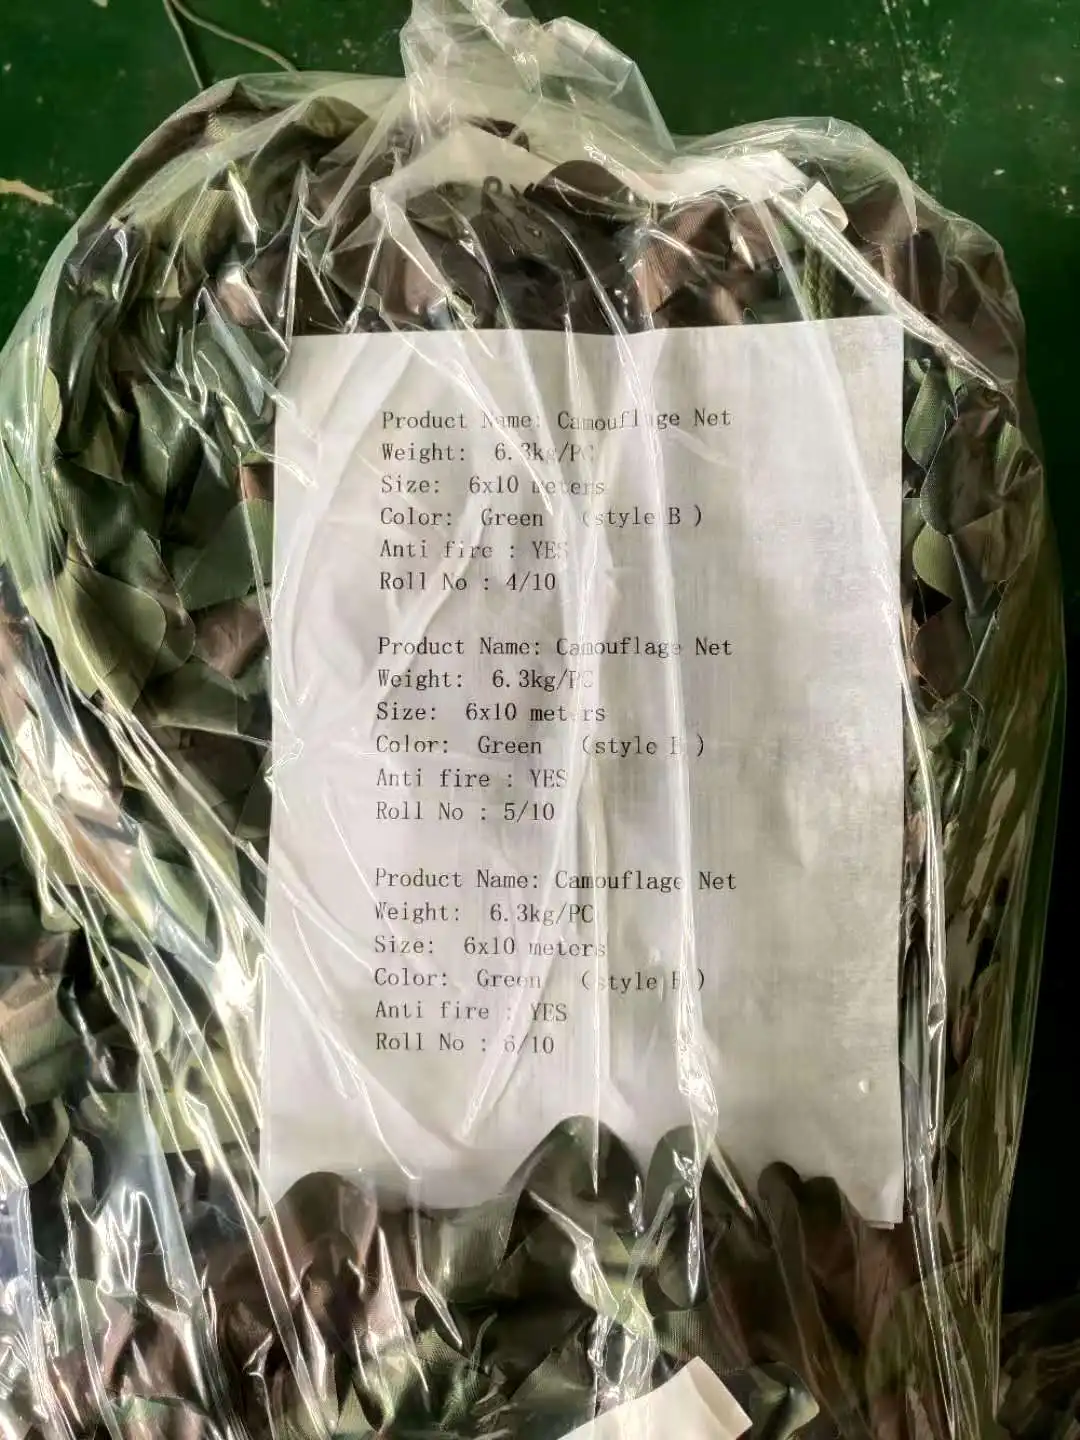 Product Name: Camouflage Net
Weight: 6.3kg/PC
Size: 6x10 meters
Color: Green (style B )
Anti fire : YES
Roll No : 4/10
Product Name: Camouflage Net
Weight: 6.3kg/PC
Size: 6x10 meters
Color: Green (style B )
Anti fire : YES
Roll No : 5/10
Product Name: Camouflage Net
Weight: 6.3kg/PC
Size: 6x10 meters
Color: Green (style B )
Anti fire : YES
Roll No : 6/10